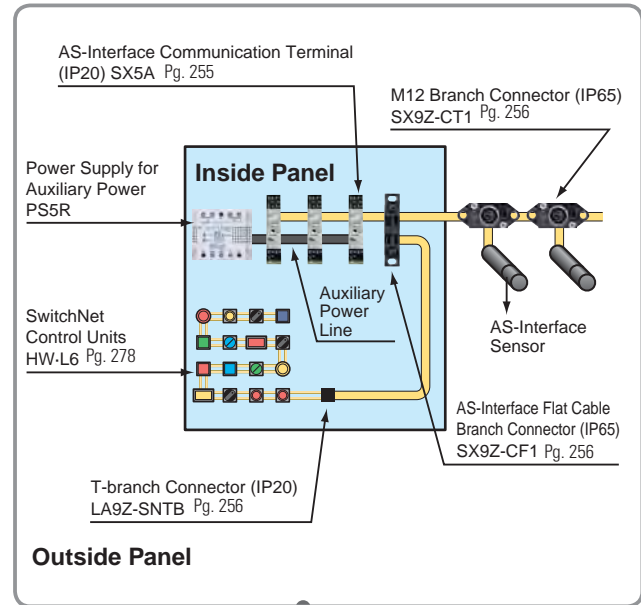 AS-Interface Communication Terminal
(IP20) SX5A Pg. 255
M12 Branch Connector (IP65)
SX9Z-CT1 Pg. 256
Power Supply for
Auxiliary Power
PS5R
Inside Panel
Auxiliary
Power
Line
AS-Interface
Sensor
SwitchNet
Control Units
HW·L6 Pg. 278
AS-Interface Flat Cable
Branch Connector (IP65)
SX9Z-CF1 Pg. 256
T-branch Connector (IP20)
LA9Z-SNTB Pg. 256
Outside Panel